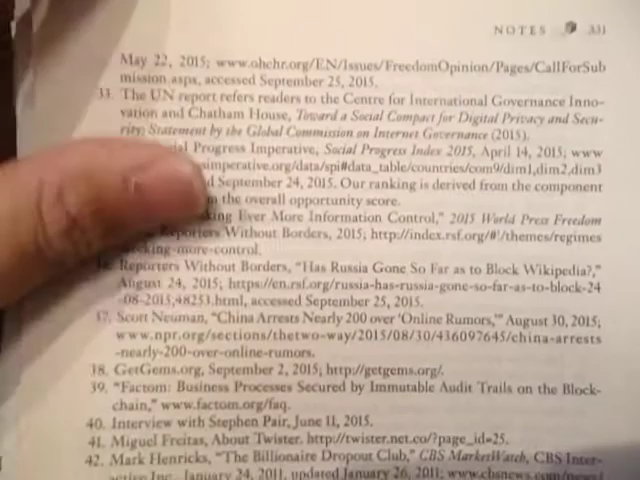 NOTES 331
May 22, 2015; www.ohchr.org/EN/Issues/FreedomOpinion/Pages/CallForSub
mission.aspx, accessed September 25, 2015.
33. The UN report refers readers to the Centre for International Governance Inno-
vation and Chatham House, Toward a Social Compact for Digital Privacy and Secu-
rity: Statement by the Global Commission on Internet Governance (2015).
Progress Imperative, Social Progress Index 2015, April 14, 2015; www
simperative.org/data/spi#data_table/countries/com9/dim1,dim2,dim3
September 24, 2015. Our ranking is derived from the component
the overall opportunity score.
Ever More Information Control,” 2015 World Press Freedom
Reporters Without Borders, 2015; http://index.rsf.org/#!/themes/regimes
-more-control.
Reporters Without Borders, “Has Russia Gone So Far as to Block Wikipedia?,”
August 24, 2015; https://en.rsf.org/russia-has-russia-gone-so-far-as-to-block-24
-08-2015,48253.html, accessed September 25, 2015.
37. Scott Neuman, “China Arrests Nearly 200 over ‘Online Rumors,’” August 30, 2015;
www.npr.org/sections/thetwo-way/2015/08/30/436097645/china-arrests
-nearly-200-over-online-rumors.
38. GetGems.org, September 2, 2015; http://getgems.org/.
39. “Factom: Business Processes Secured by Immutable Audit Trails on the Block-
chain,” www.factom.org/faq.
40. Interview with Stephen Pair, June 11, 2015.
41. Miguel Freitas, About Twister. http://twister.net.co/?page_id=25.
42. Mark Henricks, “The Billionaire Dropout Club,” CBS MarketWatch, CBS Inter-
active Inc., January 24, 2011, updated January 26, 2011; www.cbsnews.com/news/